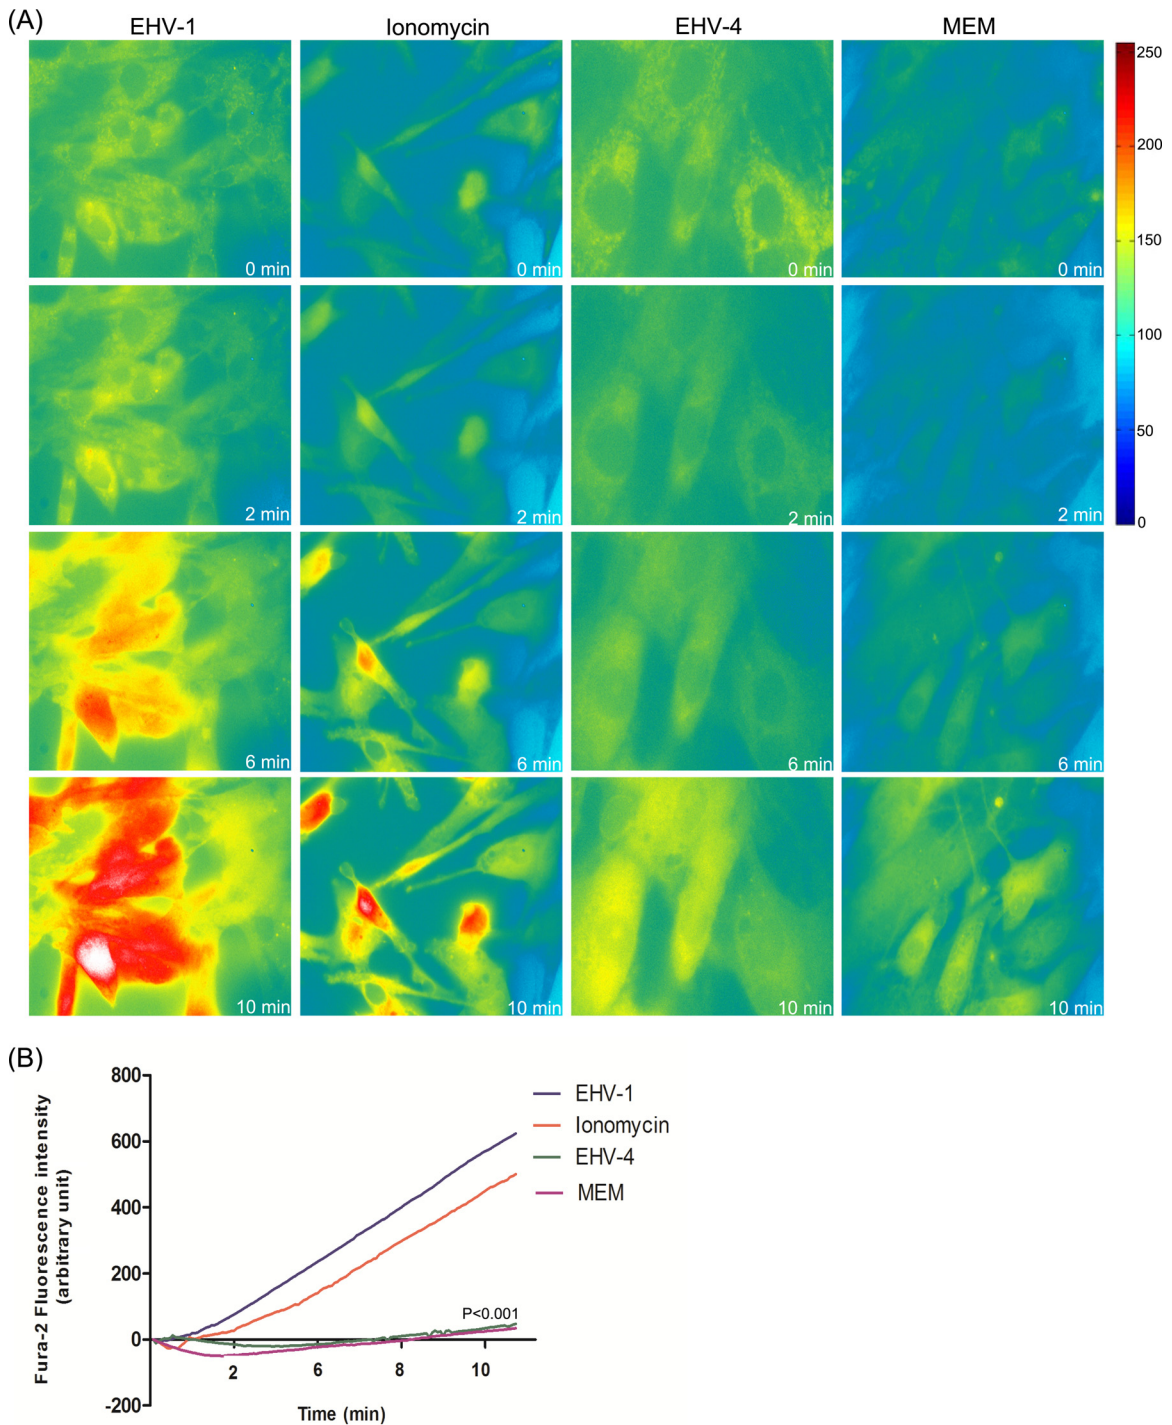 (A)
EHV-1 Ionomycin EHV-4 MEM
250
200
150
100
50
0
0 min 0 min 0 min 0 min
2 min 2 min 2 min 2 min
6 min 6 min 6 min 6 min
10 min 10 min 10 min 10 min
(B)
Fura-2 Fluorescence intensity
(arbitrary unit)
800
600
400
200
0
-200
EHV-1
Ionomycin
EHV-4
MEM
P<0.001
2 6 8 10
Time (min)